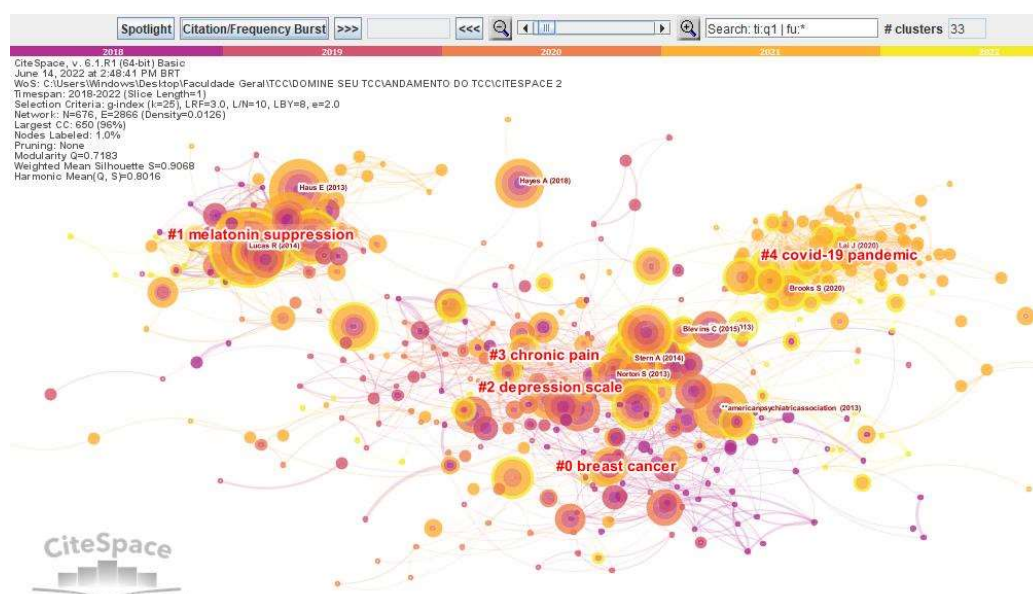 Spotlight Citation/Frequency Burst >>> <<< Search: ti:q1 | fu:* # clusters 33
2018 2019 2020 2021 2022
CiteSpace, v. 6.1.R1 (64-bit) Basic
June 14, 2022 at 2:48:41 PM BRT
WoS: C:\Users\Windows\Desktop\Faculdade Geral\TCC\DOMINE SEU TCC\ANDAMENTO DO TCC\CITESPACE 2
Timespan: 2018-2022 (Slice Length=1)
Selection Criteria: g-index (k=25), LRF=3.0, L/N=10, LBY=8, e=2.0
Network: N=676, E=2866 (Density=0.0126)
Largest CC: 650 (96%)
Nodes Labeled: 1.0%
Pruning: None
Modularity Q=0.7183
Weighted Mean Silhouette S=0.9068
Harmonic Mean(Q, S)=0.8016
Haus E (2013)
Hayes A (2018)
#1 melatonin suppression
Lucas R (2014)
Lai J (2020)
#4 covid-19 pandemic
Brooks S (2020)
Blevins C (2015)
#3 chronic pain
Stern A (2014)
Norton S (2013)
#2 depression scale
**americanpsychiatricassociation (2013)
#0 breast cancer
CiteSpace